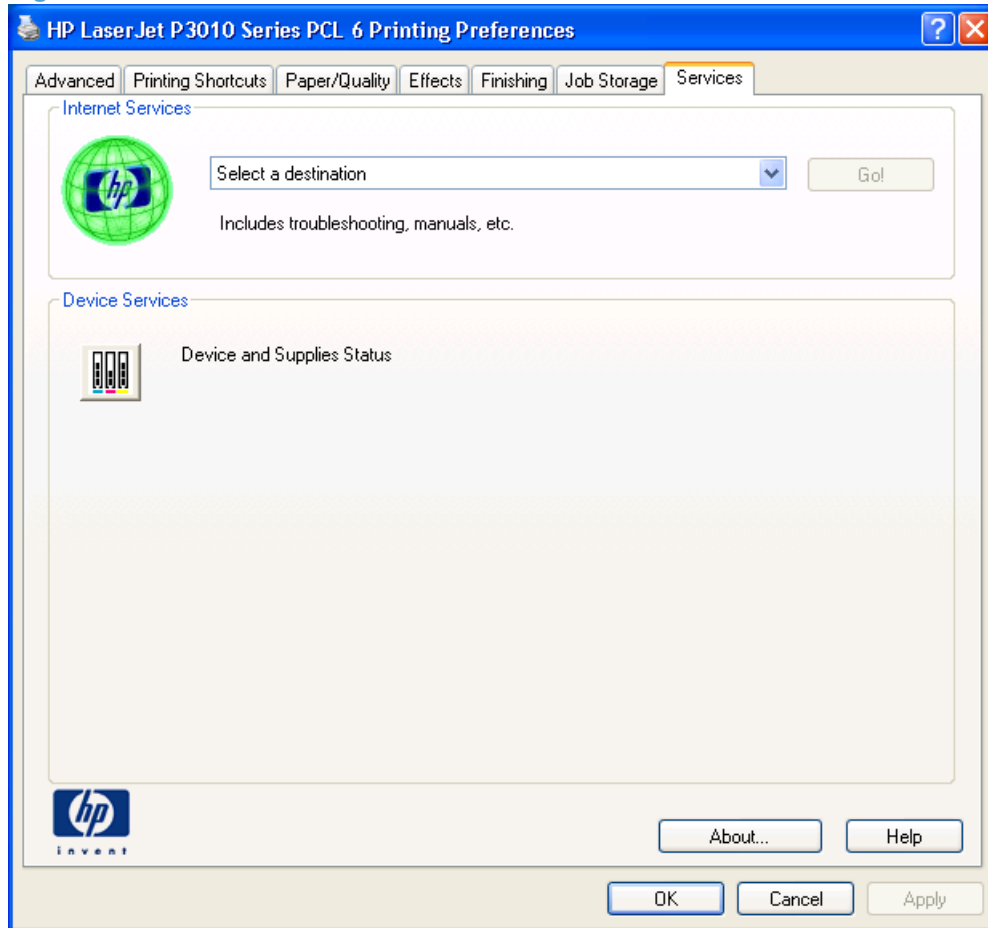 HP LaserJet P3010 Series PCL 6 Printing Preferences
Advanced Printing Shortcuts Paper/Quality Effects Finishing Job Storage Services
Internet Services
hp
Select a destination
Go!
Includes troubleshooting, manuals, etc.
Device Services
Device and Supplies Status
hp
invent
About...
Help
OK
Cancel
Apply